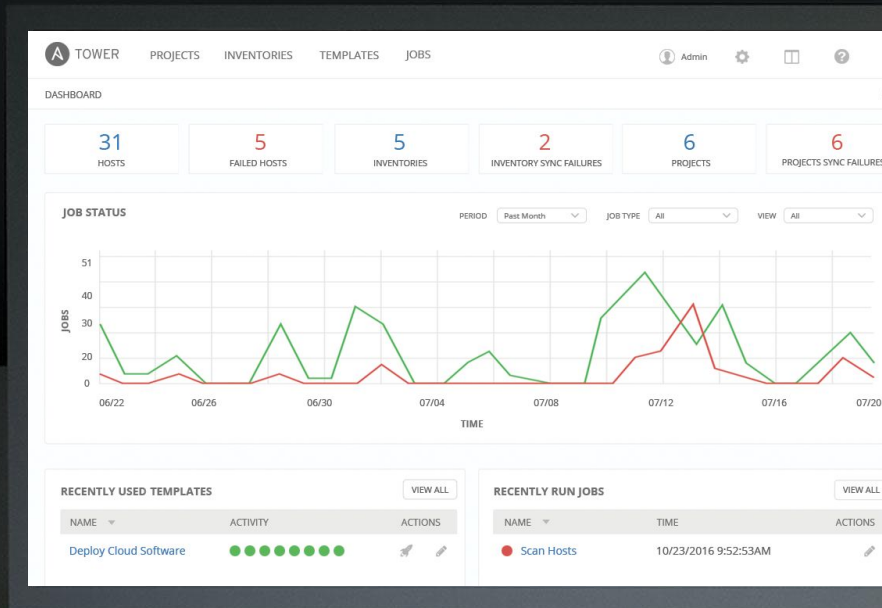 A TOWER PROJECTS INVENTORIES TEMPLATES JOBS Admin ?
DASHBOARD
31 5 5 2 6 6
HOSTS FAILED HOSTS INVENTORIES INVENTORY SYNC FAILURES PROJECTS PROJECTS SYNC FAILURES
JOB STATUS PERIOD Past Month JOB TYPE All VIEW All
51
40
30
20
0
JOBS
06/22 06/26 06/30 07/04 07/08 07/12 07/16 07/20
TIME
RECENTLY USED TEMPLATES VIEW ALL
NAME ACTIVITY ACTIONS
Deploy Cloud Software
RECENTLY RUN JOBS VIEW ALL
NAME TIME ACTIONS
Scan Hosts 10/23/2016 9:52:53AM